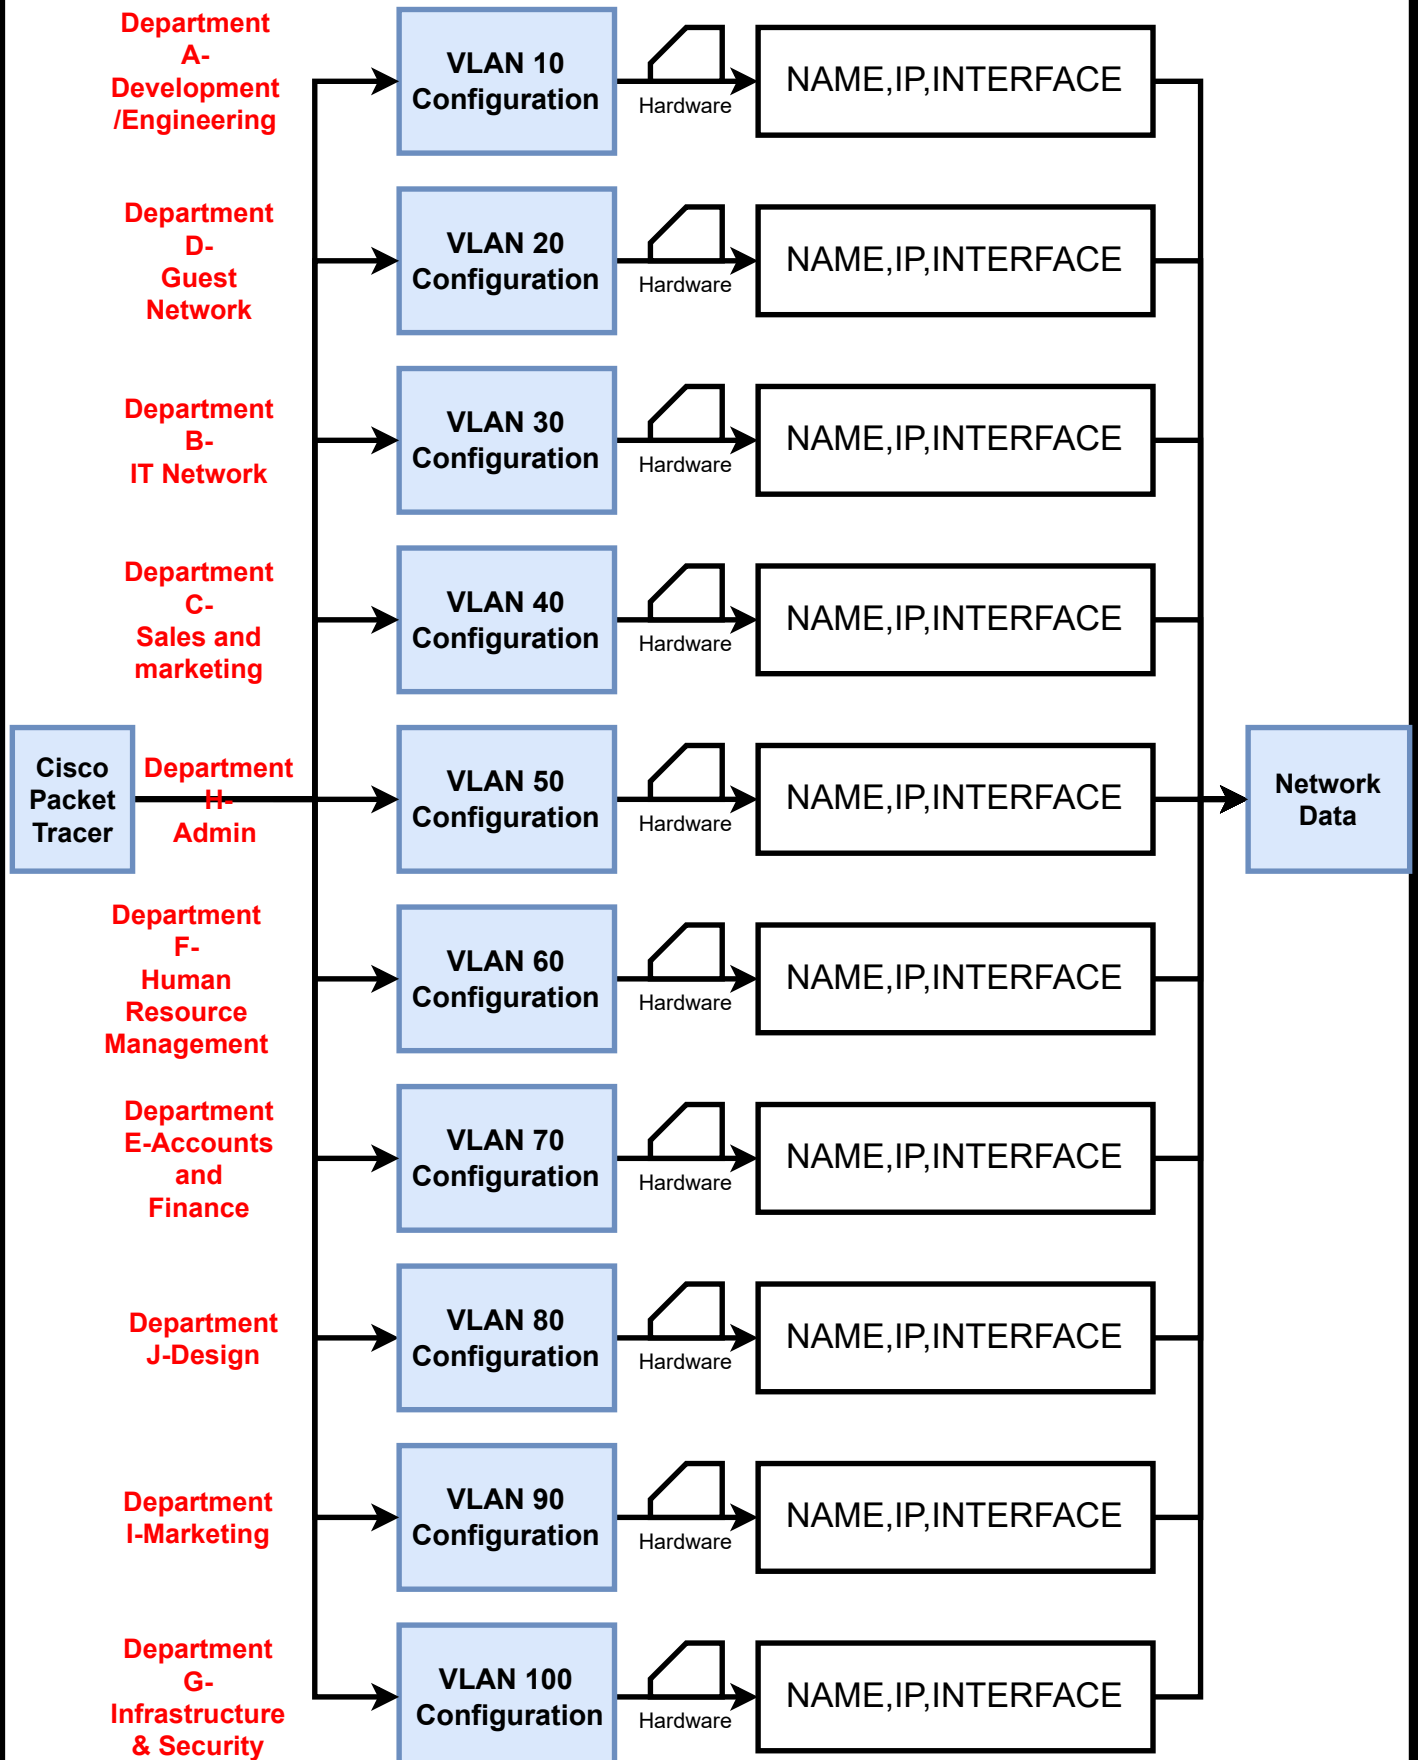 Department
A-
Development
/Engineering
VLAN 10
Configuration
Hardware
NAME,IP,INTERFACE
Department
D-
Guest
Network
VLAN 20
Configuration
Hardware
NAME,IP,INTERFACE
Department
B-
IT Network
VLAN 30
Configuration
Hardware
NAME,IP,INTERFACE
Department
C-
Sales and
marketing
VLAN 40
Configuration
Hardware
NAME,IP,INTERFACE
Cisco
Packet
Tracer
Department
H-
Admin
VLAN 50
Configuration
Hardware
NAME,IP,INTERFACE
Network
Data
Department
F-
Human
Resource
Management
VLAN 60
Configuration
Hardware
NAME,IP,INTERFACE
Department
E-Accounts
and
Finance
VLAN 70
Configuration
Hardware
NAME,IP,INTERFACE
Department
J-Design
VLAN 80
Configuration
Hardware
NAME,IP,INTERFACE
Department
I-Marketing
VLAN 90
Configuration
Hardware
NAME,IP,INTERFACE
Department
G-
Infrastructure
& Security
VLAN 100
Configuration
Hardware
NAME,IP,INTERFACE